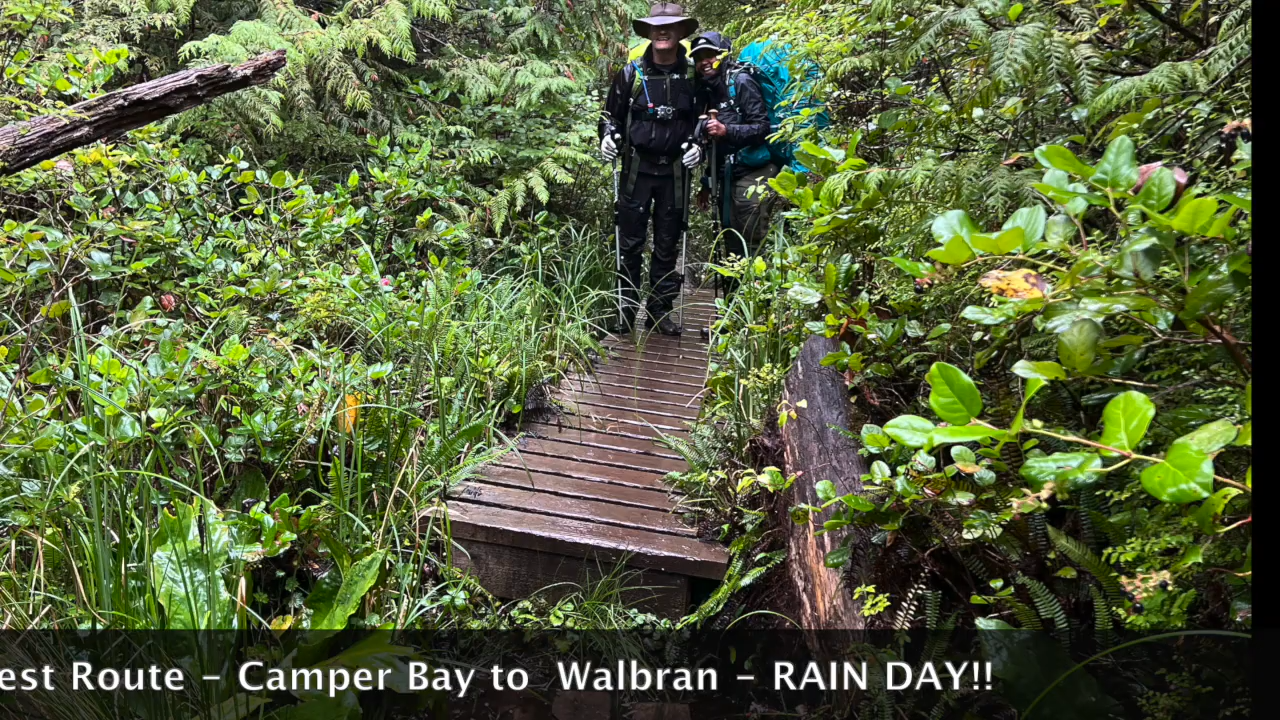 est Route – Camper Bay to  Walbran – RAIN DAY!!